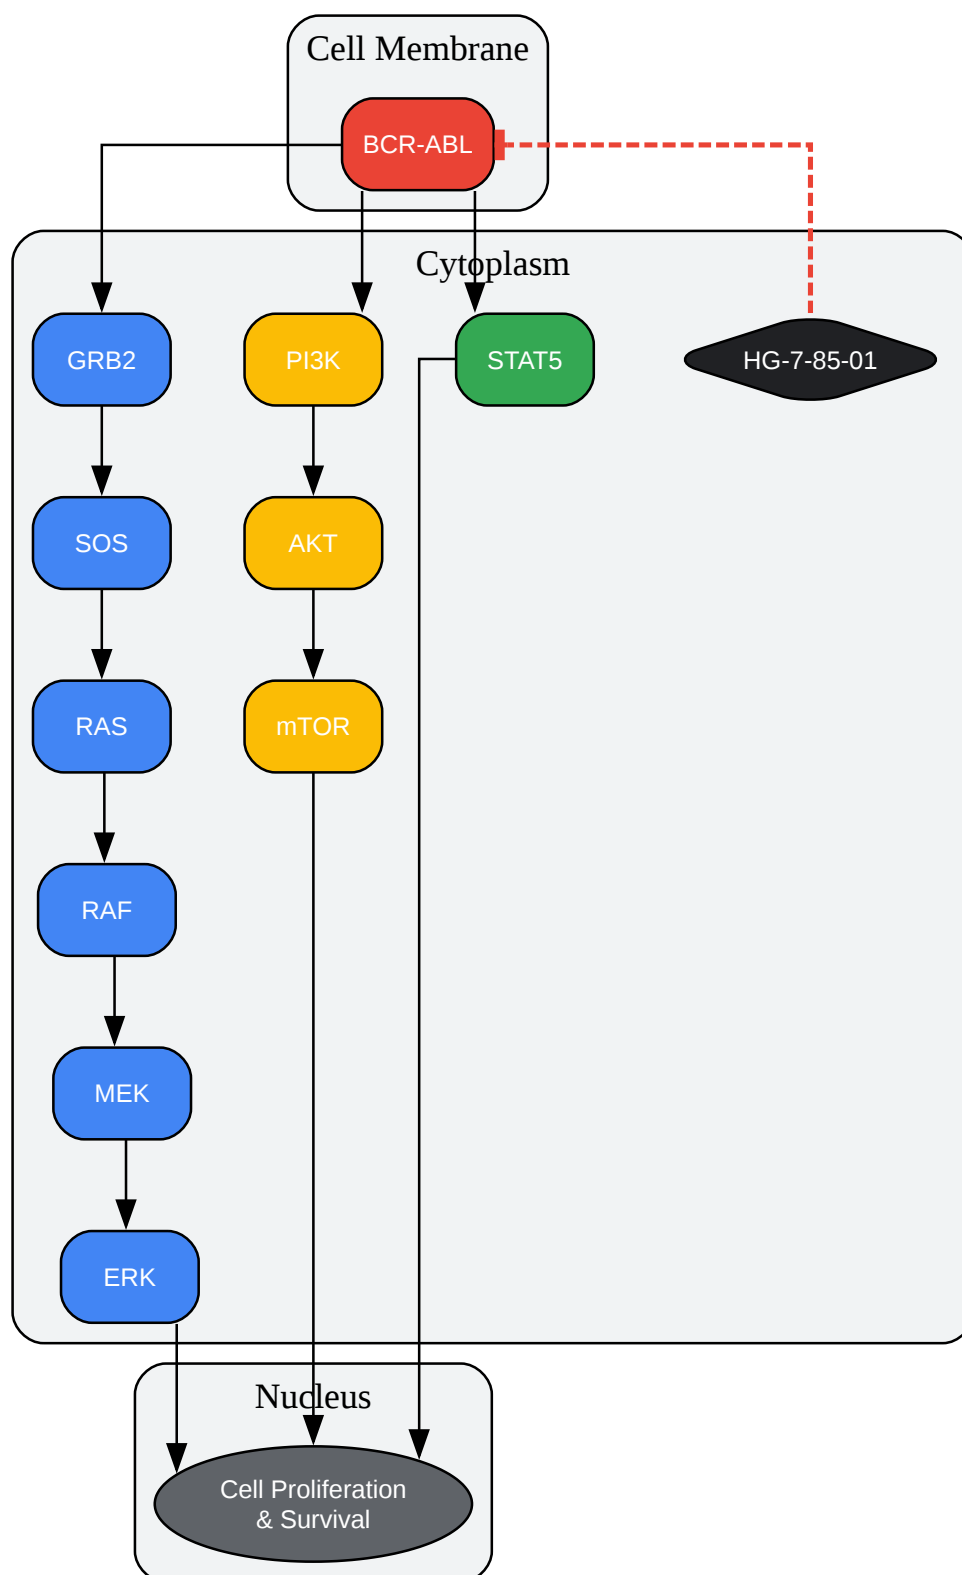 Cell Membrane
BCR-ABL
Cytoplasm
GRB2
PI3K
STAT5
HG-7-85-01
SOS
AKT
RAS
mTOR
RAF
MEK
ERK
Nucleus
Cell Proliferation
& Survival